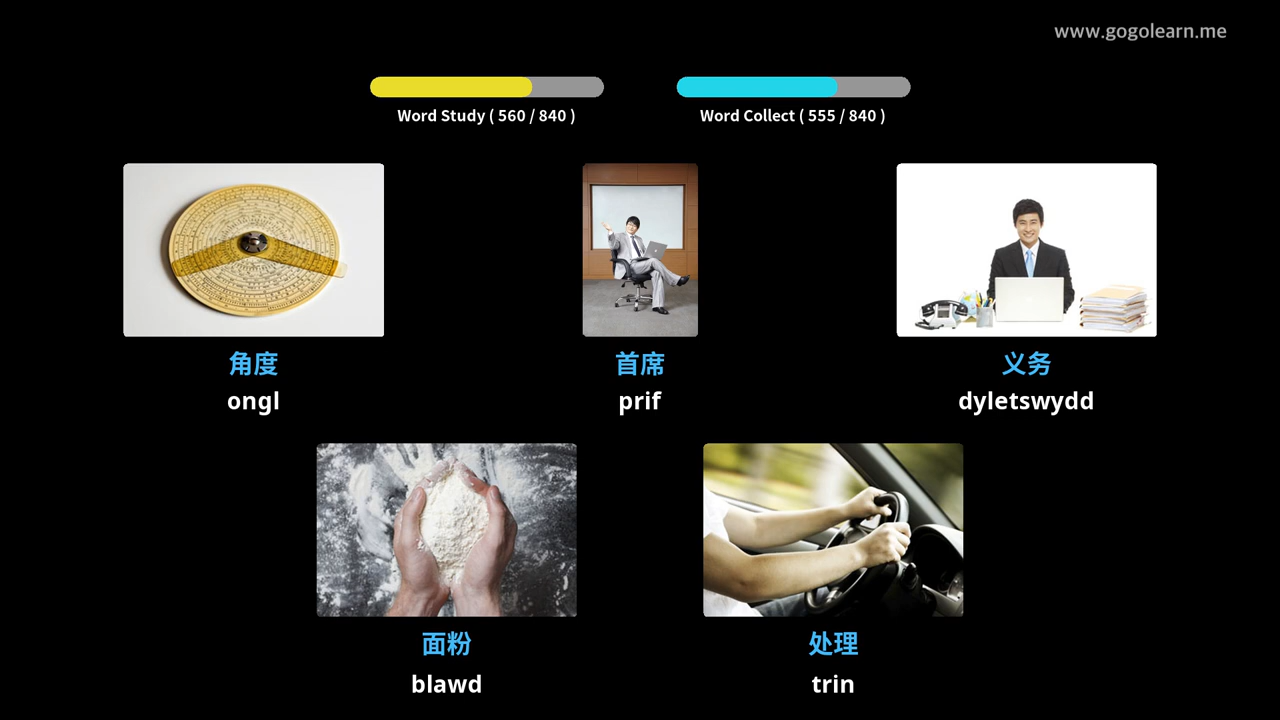 www.gogolearn.me
Word Study ( 560 / 840 )
Word Collect ( 555 / 840 )
角度
ongl
首席
prif
义务
dyletswydd
面粉
blawd
处理
trin